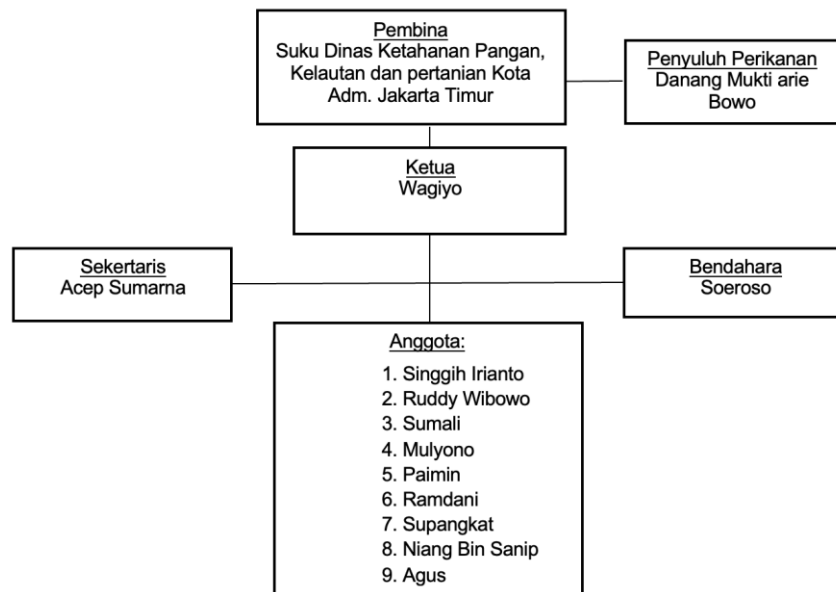 Pembina
Suku Dinas Ketahanan Pangan,
Kelautan dan pertanian Kota
Adm. Jakarta Timur
Penyuluh Perikanan
Danang Mukti arie
Bowo
Ketua
Wagiyo
Sekertaris
Acep Sumarna
Bendahara
Soeroso
Anggota:
1. Singgih Irianto
2. Ruddy Wibowo
3. Sumali
4. Mulyono
5. Paimin
6. Ramdani
7. Supangkat
8. Niang Bin Sanip
9. Agus